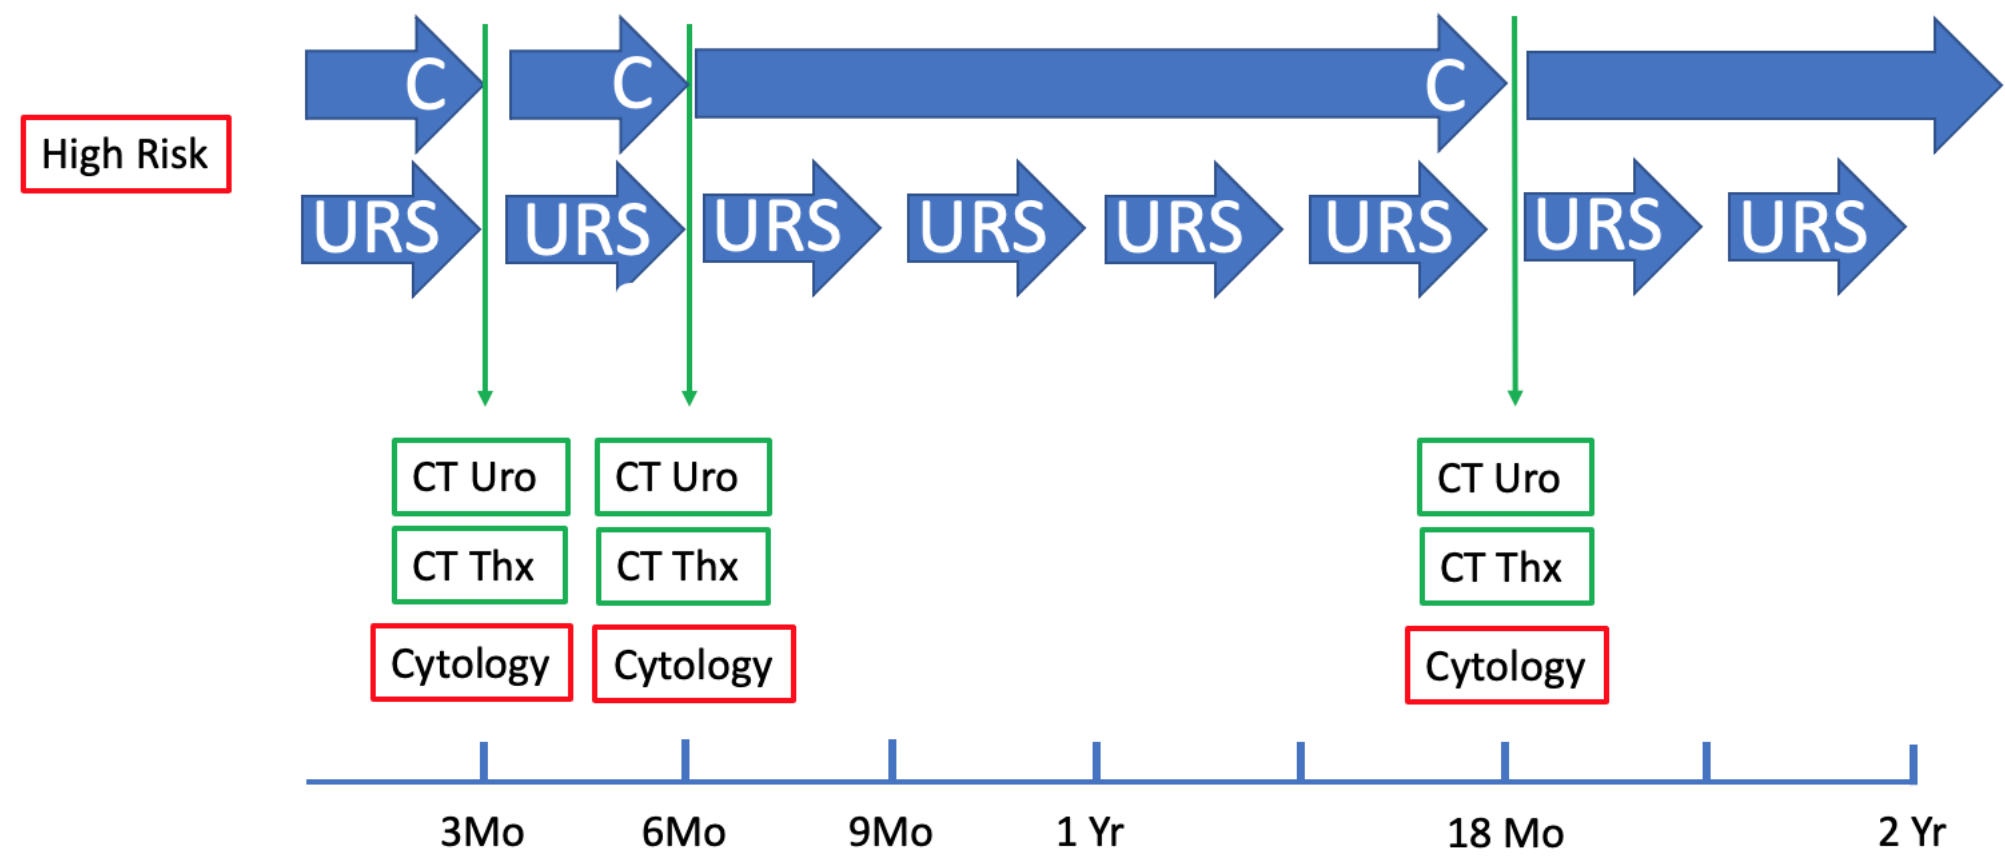 C C C
High Risk
URS URS URS URS URS URS URS URS
CT Uro CT Uro CT Uro
CT Thx CT Thx CT Thx
Cytology Cytology Cytology
3Mo 6Mo 9Mo 1 Yr 18 Mo 2 Yr